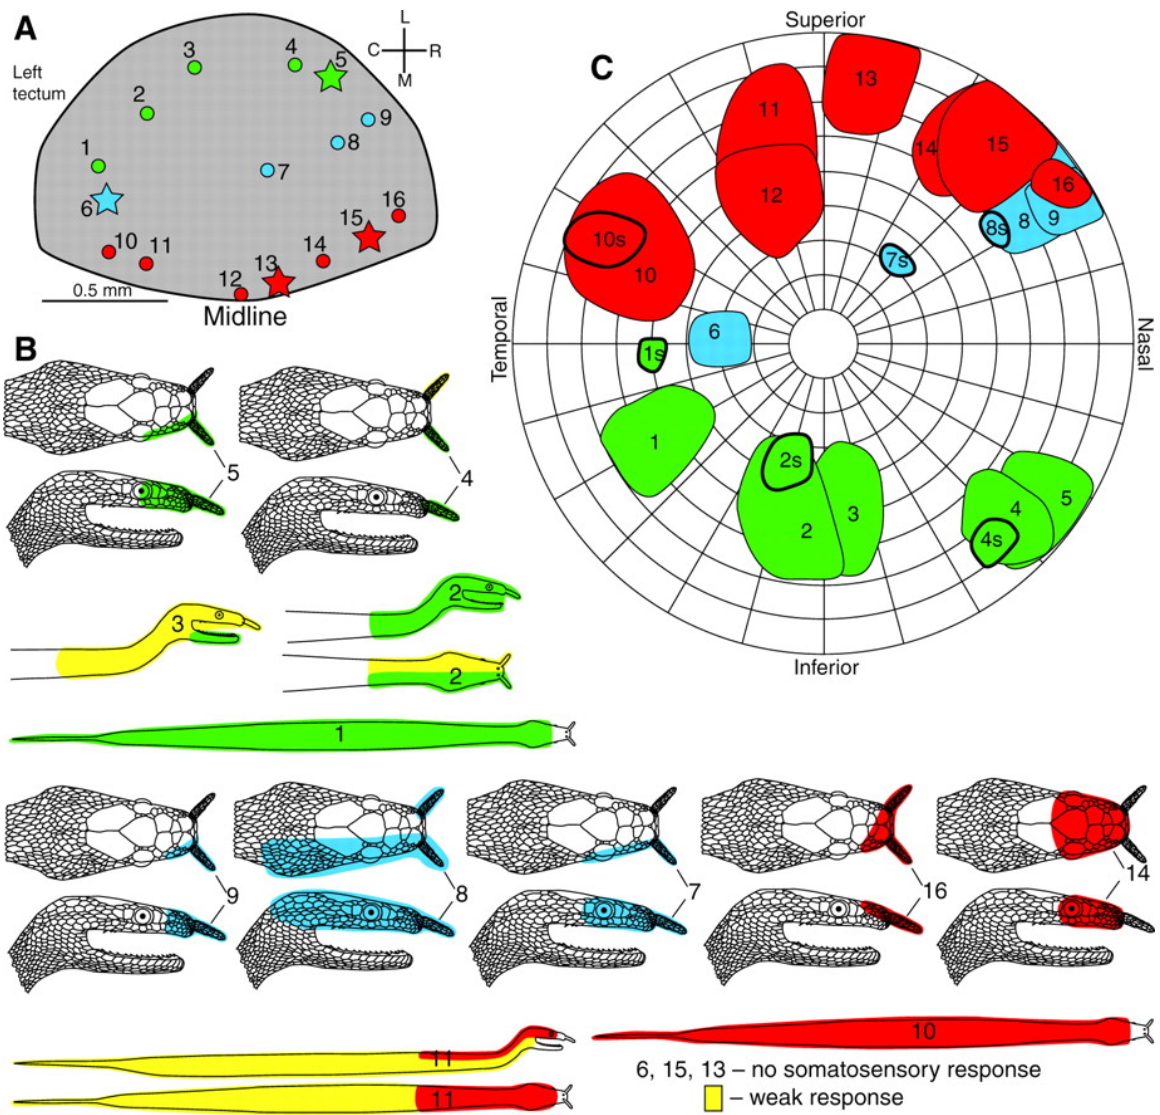 A
Left
tectum
L
C
R
M
1
2
3
4
5
6
7
8
9
10
11
12
13
14
15
16
0.5 mm
Midline
B
5
4
3
2
2
1
9
8
7
16
14
11
11
10
6, 15, 13 – no somatosensory response
– weak response
C
Superior
Temporal
Nasal
Inferior
13
11
12
14
15
16
8s
8
9
7s
10s
10
6
1s
1
2s
2
3
4
5
4s